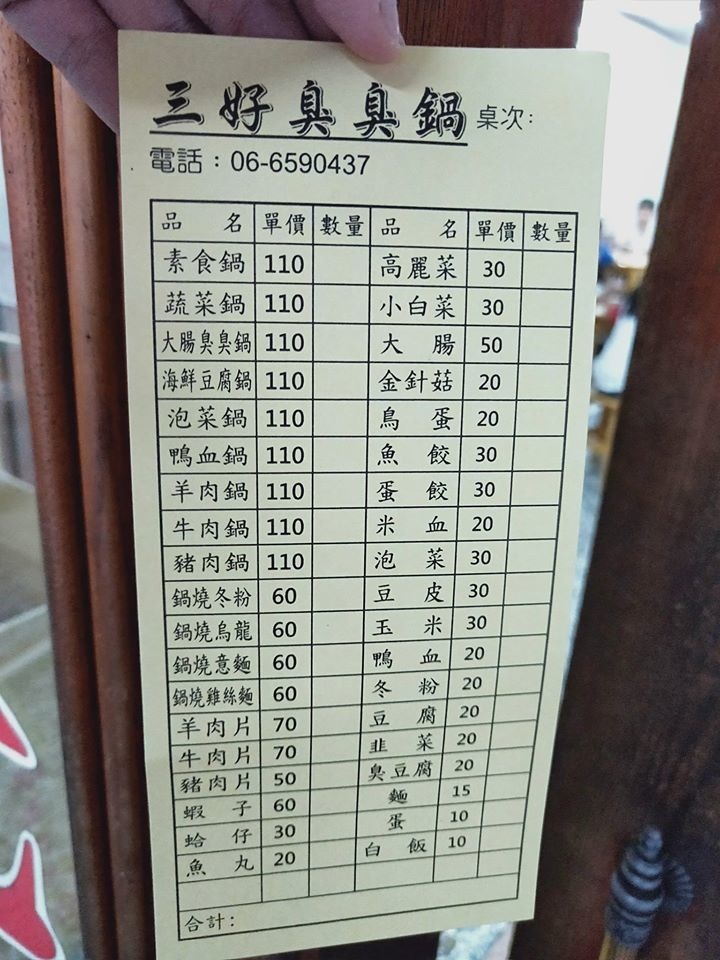 三好臭臭鍋 桌次：
電話：06-6590437
品名 單價 數量 品名 單價 數量
素食鍋 110 高麗菜 30
蔬菜鍋 110 小白菜 30
大腸臭臭鍋 110 大腸 50
海鮮豆腐鍋 110 金針菇 20
泡菜鍋 110 鳥蛋 20
鴨血鍋 110 魚餃 30
羊肉鍋 110 蛋餃 30
牛肉鍋 110 米血 20
豬肉鍋 110 泡菜 30
鍋燒冬粉 60 豆皮 30
鍋燒烏龍 60 玉米 30
鍋燒意麵 60 鴨血 20
鍋燒雞絲麵 60 冬粉 20
羊肉片 70 豆腐 20
牛肉片 70 韭菜 20
豬肉片 50 臭豆腐 20
蝦子 60 麵 15
蛤仔 30 蛋 10
魚丸 20 白飯 10
合計：